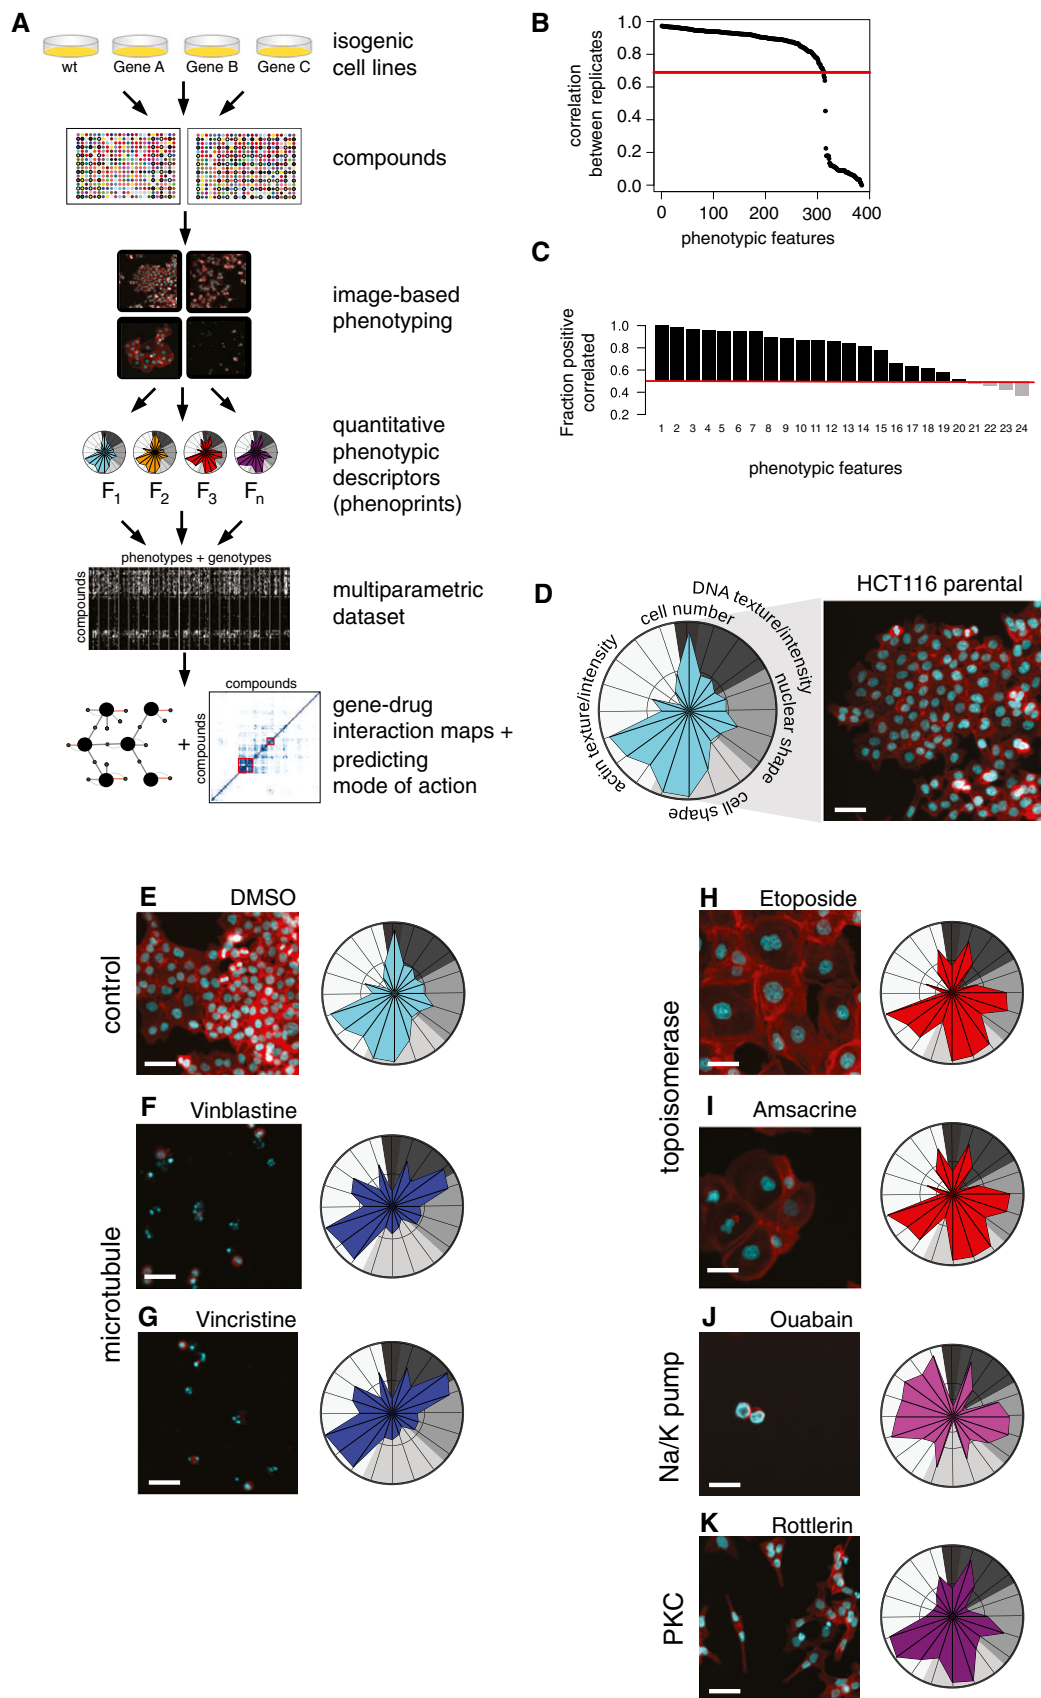 A
wt
Gene A
Gene B
Gene C
isogenic
cell lines
compounds
image-based
phenotyping
F1
F2
F3
Fn
quantitative
phenotypic
descriptors
(phenoprints)
phenotypes + genotypes
compounds
multiparametric
dataset
compounds
compounds
+
gene-drug
interaction maps +
predicting
mode of action
B
correlation
between replicates
1.0
0.8
0.6
0.4
0.2
0.0
0 100 200 300 400
phenotypic features
C
Fraction positive
correlated
1.0
0.8
0.6
0.4
0.2
1 2 3 4 5 6 7 8 9 10 11 12 13 14 15 16 17 18 19 20 21 22 23 24
phenotypic features
D
cell number
DNA texture/intensity
nuclear shape
cell shape
actin texture/intensity
HCT116 parental
control
E
DMSO
microtubule
F
Vinblastine
G
Vincristine
topoisomerase
H
Etoposide
I
Amsacrine
Na/K pump
J
Ouabain
PKC
K
Rottlerin